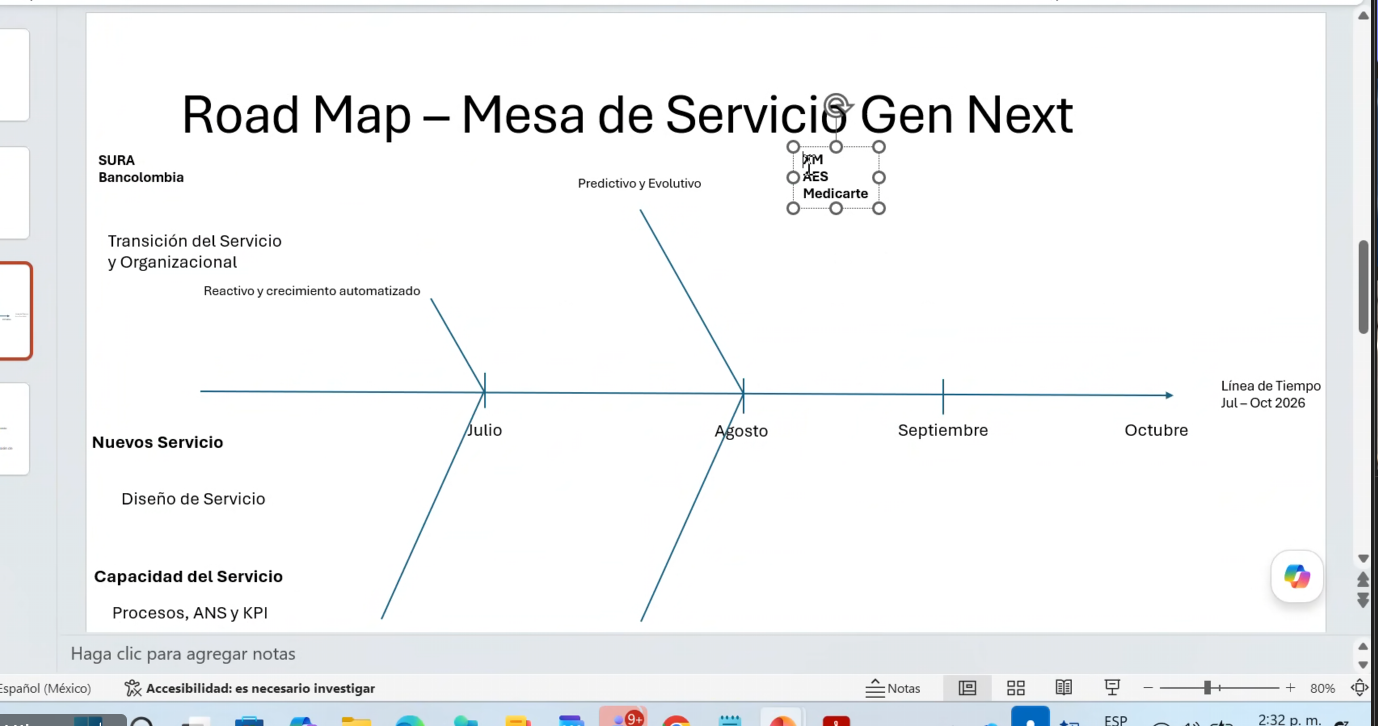 Road Map – Mesa de Servicio Gen Next
SURA
Bancolombia
Predictivo y Evolutivo
AES
Medicarte
Transición del Servicio
y Organizacional
Reactivo y crecimiento automatizado
Línea de Tiempo
Jul – Oct 2026
Julio
Agosto
Septiembre
Octubre
Nuevos Servicio
Diseño de Servicio
Capacidad del Servicio
Procesos, ANS y KPI
Haga clic para agregar notas
Español (México)
Accesibilidad: es necesario investigar
Notas
80%
9+
ESP
2:32 p. m.